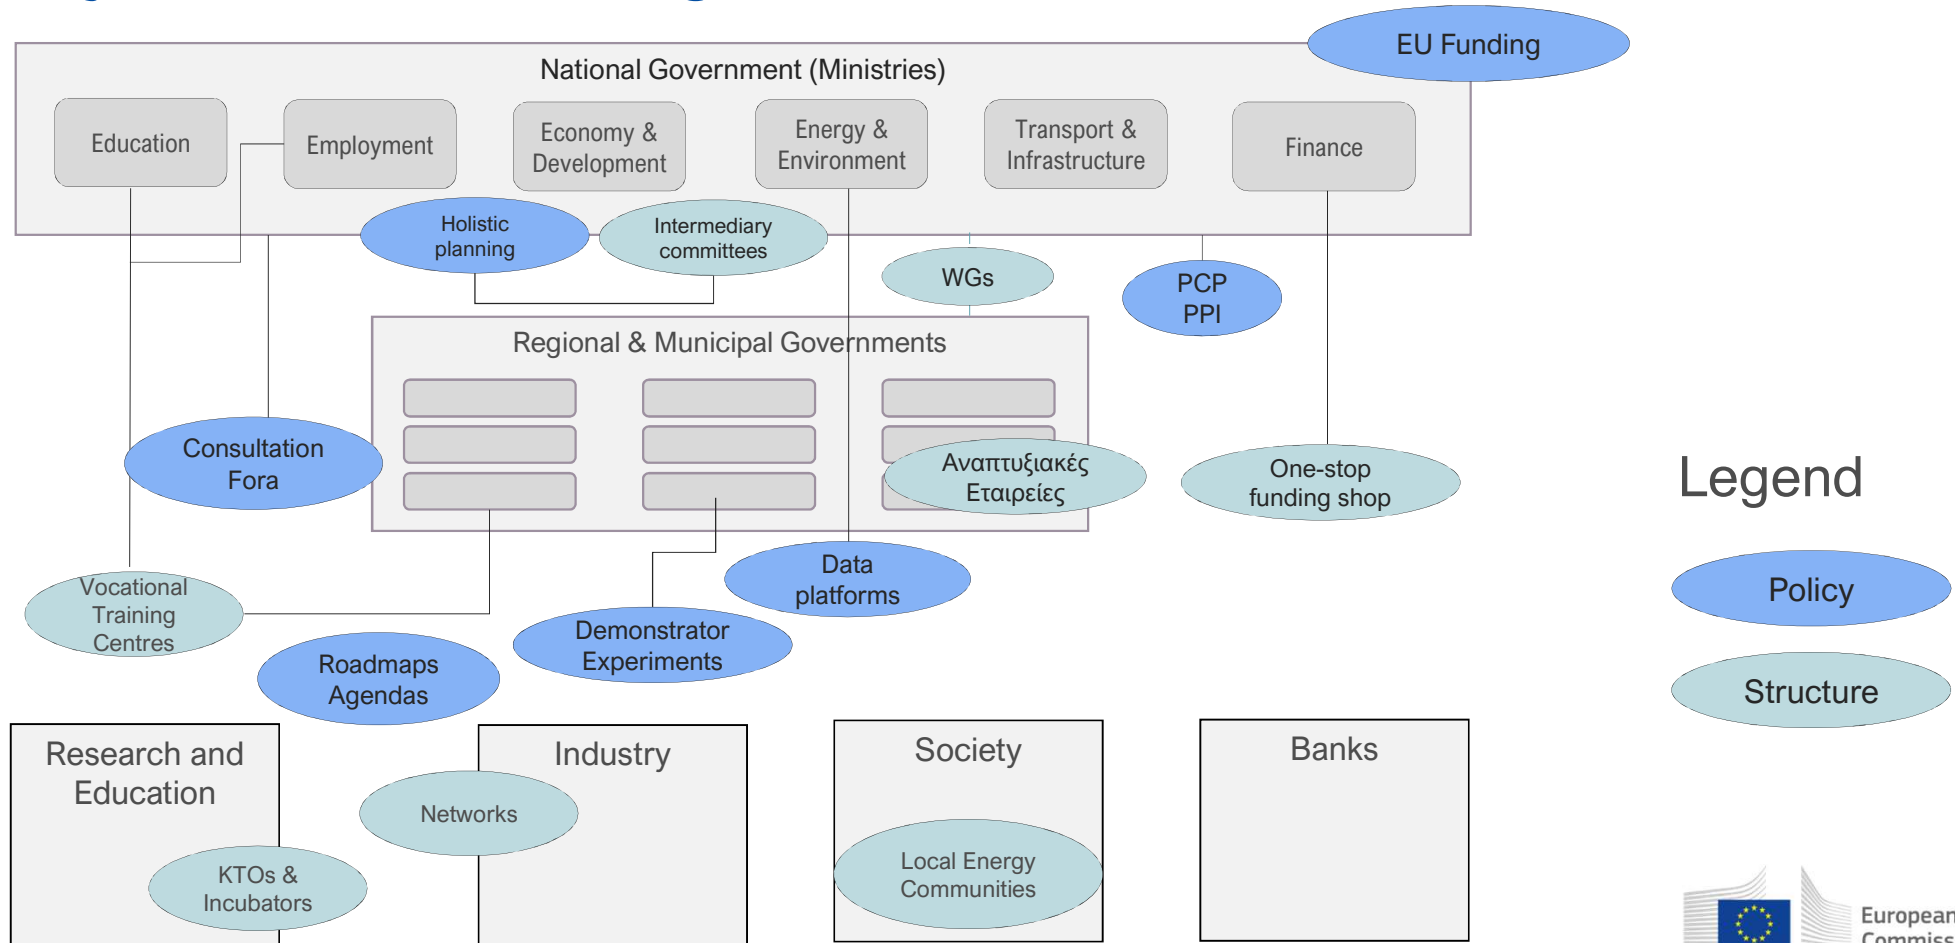 EU Funding
National Government (Ministries)
Education
Employment
Economy &
Development
Energy &
Environment
Transport &
Infrastructure
Finance
Holistic
planning
Intermediary
committees
WGs
PCP
PPI
Regional & Municipal Governments
Consultation
Fora
Αναπτυξιακές
Εταιρείες
One-stop
funding shop
Legend
Data
platforms
Policy
Vocational
Training
Centres
Demonstrator
Experiments
Roadmaps
Agendas
Structure
Research and
Education
Industry
Society
Banks
Networks
KTOs &
Incubators
Local Energy
Communities
European